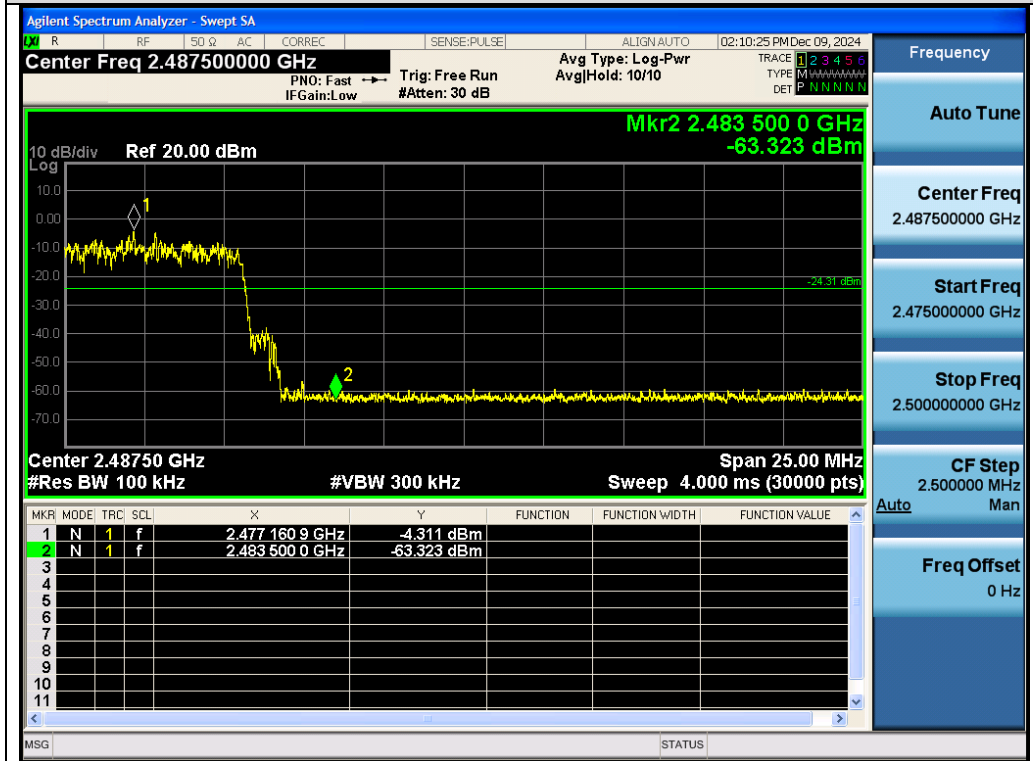 Agilent Spectrum Analyzer - Swept SA
LXI R RF 50 Ω AC CORREC SENSE:PULSE ALIGN AUTO 02:10:25 PM Dec 09, 2024
Center Freq 2.487500000 GHz
PNO: Fast
IFGain:Low
Trig: Free Run
#Atten: 30 dB
Avg Type: Log-Pwr
Avg|Hold: 10/10
TRACE 1 2 3 4 5 6
TYPE M W W W W W
DET P N N N N N
Mkr2 2.483 500 0 GHz
-63.323 dBm
10 dB/div Ref 20.00 dBm
Log
10.0
0.00
-10.0
-20.0
-30.0
-40.0
-50.0
-60.0
-70.0
1
-24.31 dBm
2
Center 2.48750 GHz Span 25.00 MHz
#Res BW 100 kHz #VBW 300 kHz Sweep 4.000 ms (30000 pts)
MKR MODE TRC SCL X Y FUNCTION FUNCTION WIDTH FUNCTION VALUE
1 N 1 f 2.477 160 9 GHz -4.311 dBm
2 N 1 f 2.483 500 0 GHz -63.323 dBm
3
4
5
6
7
8
9
10
11
MSG STATUS
Frequency
Auto Tune
Center Freq
2.487500000 GHz
Start Freq
2.475000000 GHz
Stop Freq
2.500000000 GHz
CF Step
2.500000 MHz
Auto Man
Freq Offset
0 Hz